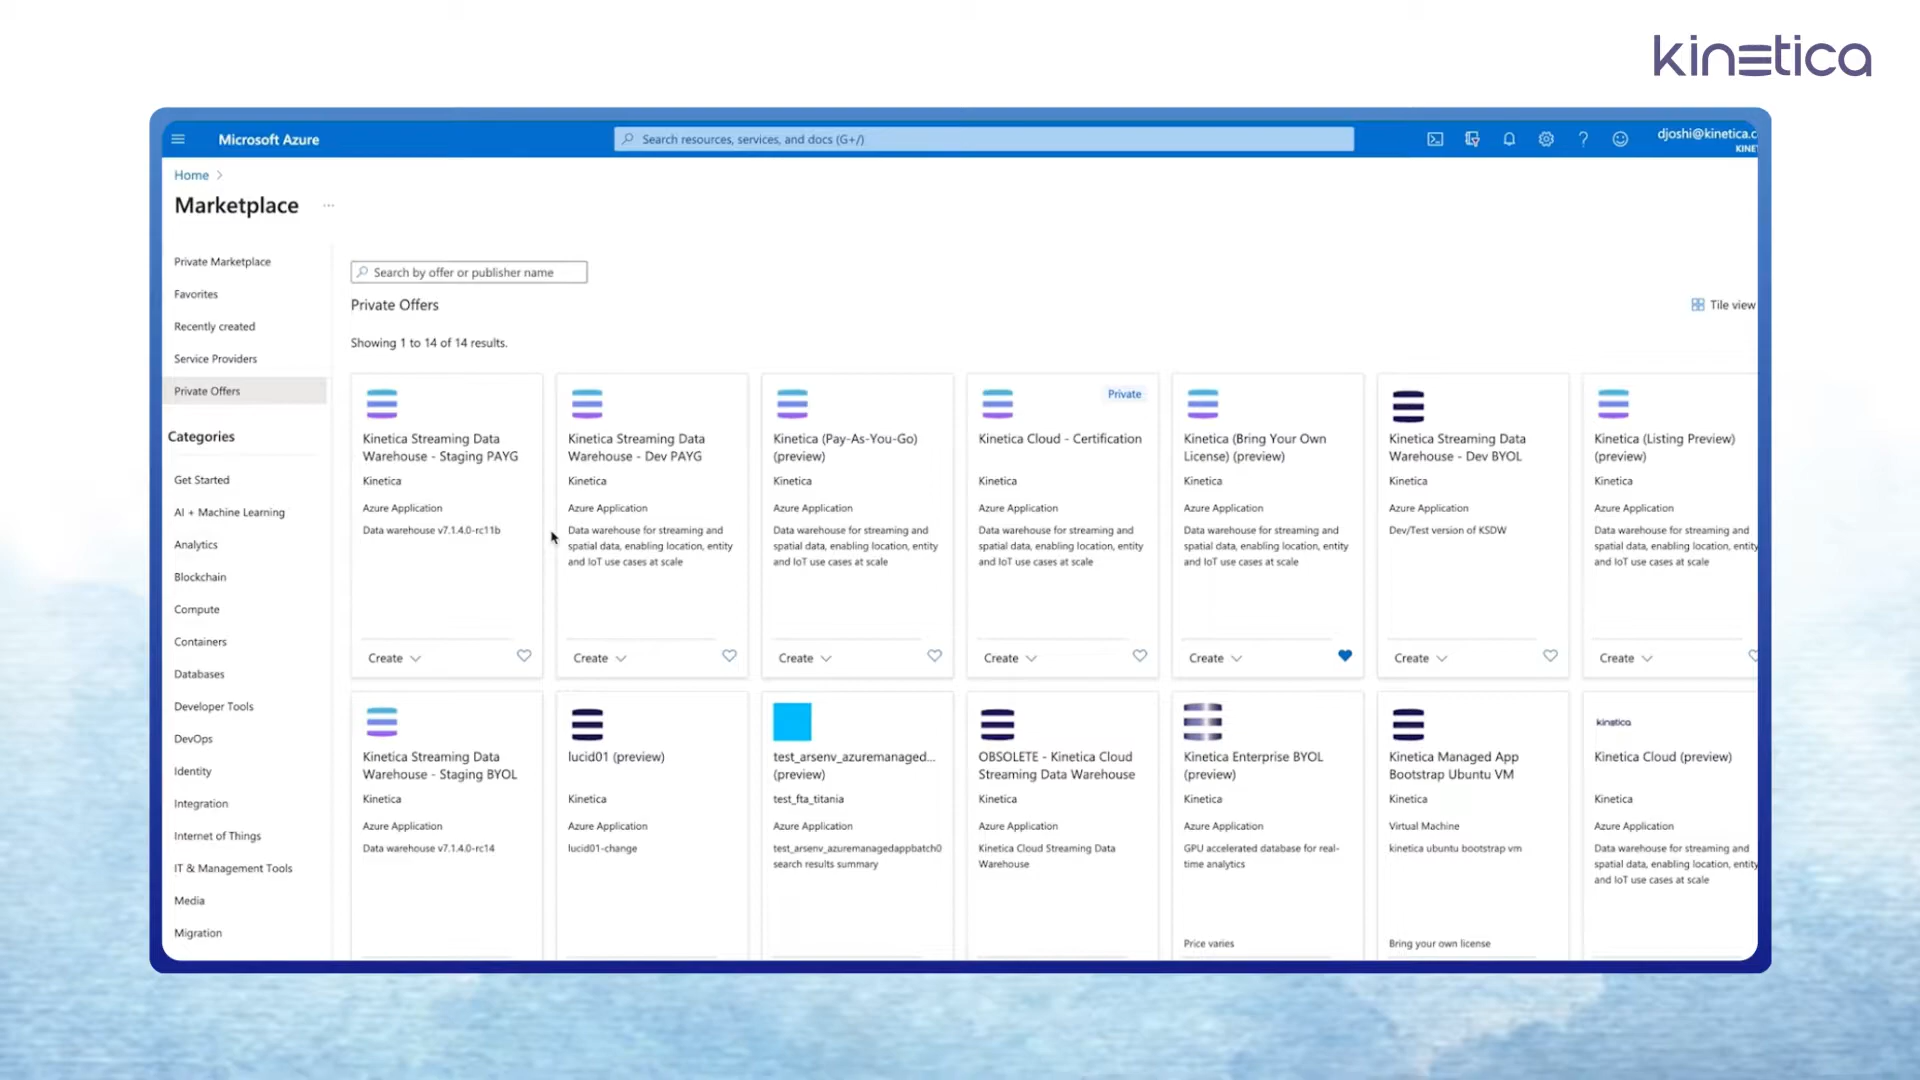 kinetica
Microsoft Azure
Search resources, services, and docs (G+/)
djoshi@kinetica.c
KINE
Home
Marketplace
...
Private Marketplace
Favorites
Recently created
Service Providers
Private Offers
Categories
Get Started
AI + Machine Learning
Analytics
Blockchain
Compute
Containers
Databases
Developer Tools
DevOps
Identity
Integration
Internet of Things
IT & Management Tools
Media
Migration
Search by offer or publisher name
Private Offers
Tile view
Showing 1 to 14 of 14 results.
Kinetica Streaming Data
Warehouse - Staging PAYG
Kinetica
Azure Application
Data warehouse v7.1.4.0-rc11b
Create
Kinetica Streaming Data
Warehouse - Dev PAYG
Kinetica
Azure Application
Data warehouse for streaming and
spatial data, enabling location, entity
and IoT use cases at scale
Create
Kinetica (Pay-As-You-Go)
(preview)
Kinetica
Azure Application
Data warehouse for streaming and
spatial data, enabling location, entity
and IoT use cases at scale
Create
Private
Kinetica Cloud - Certification
Kinetica
Azure Application
Data warehouse for streaming and
spatial data, enabling location, entity
and IoT use cases at scale
Create
Kinetica (Bring Your Own
License) (preview)
Kinetica
Azure Application
Data warehouse for streaming and
spatial data, enabling location, entity
and IoT use cases at scale
Create
Kinetica Streaming Data
Warehouse - Dev BYOL
Kinetica
Azure Application
Dev/Test version of KSDW
Create
Kinetica (Listing Preview)
(preview)
Kinetica
Azure Application
Data warehouse for streaming and
spatial data, enabling location, entity
and IoT use cases at scale
Create
Kinetica Streaming Data
Warehouse - Staging BYOL
Kinetica
Azure Application
Data warehouse v7.1.4.0-rc14
lucid01 (preview)
Kinetica
Azure Application
lucid01-change
test_arsenv_azuremanaged...
(preview)
test_fta_titania
Azure Application
test_arsenv_azuremanagedappbatch0
search results summary
OBSOLETE - Kinetica Cloud
Streaming Data Warehouse
Kinetica
Azure Application
Kinetica Cloud Streaming Data
Warehouse
Kinetica Enterprise BYOL
(preview)
Kinetica
Azure Application
GPU accelerated database for real-
time analytics
Price varies
Kinetica Managed App
Bootstrap Ubuntu VM
Kinetica
Virtual Machine
kinetica ubuntu bootstrap vm
Bring your own license
kinetica
Kinetica Cloud (preview)
Kinetica
Azure Application
Data warehouse for streaming and
spatial data, enabling location, entity
and IoT use cases at scale